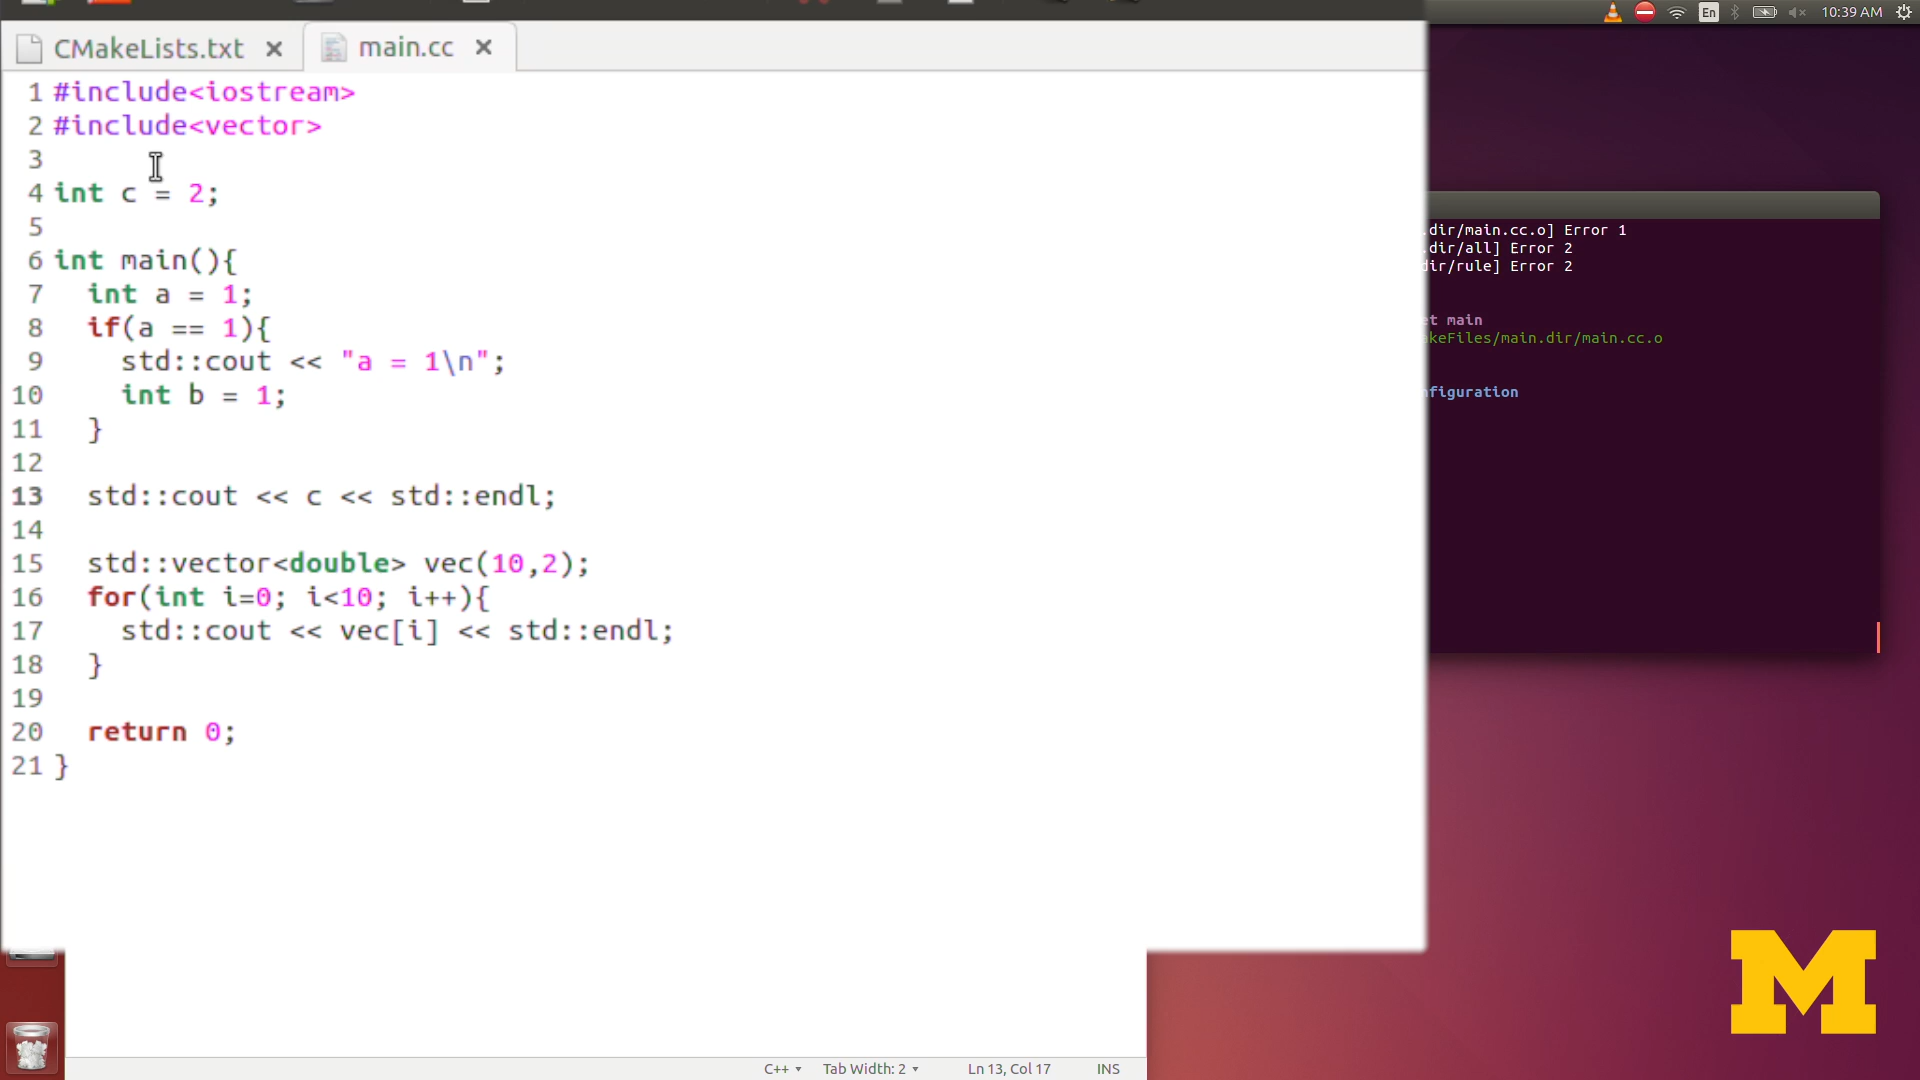 En 10:39 AM
CMakeLists.txt main.cc
1 #include<iostream>
2 #include<vector>
3
4 int c = 2;
5
6 int main(){
7 int a = 1;
8 if(a == 1){
9 std::cout << "a = 1\n";
10 int b = 1;
11 }
12
13 std::cout << c << std::endl;
14
15 std::vector<double> vec(10,2);
16 for(int i=0; i<10; i++){
17 std::cout << vec[i] << std::endl;
18 }
19
20 return 0;
21 }
.dir/main.cc.o] Error 1
.dir/all] Error 2
dir/rule] Error 2
et main
akeFiles/main.dir/main.cc.o
nfiguration
C++ Tab Width: 2 Ln 13, Col 17 INS
M